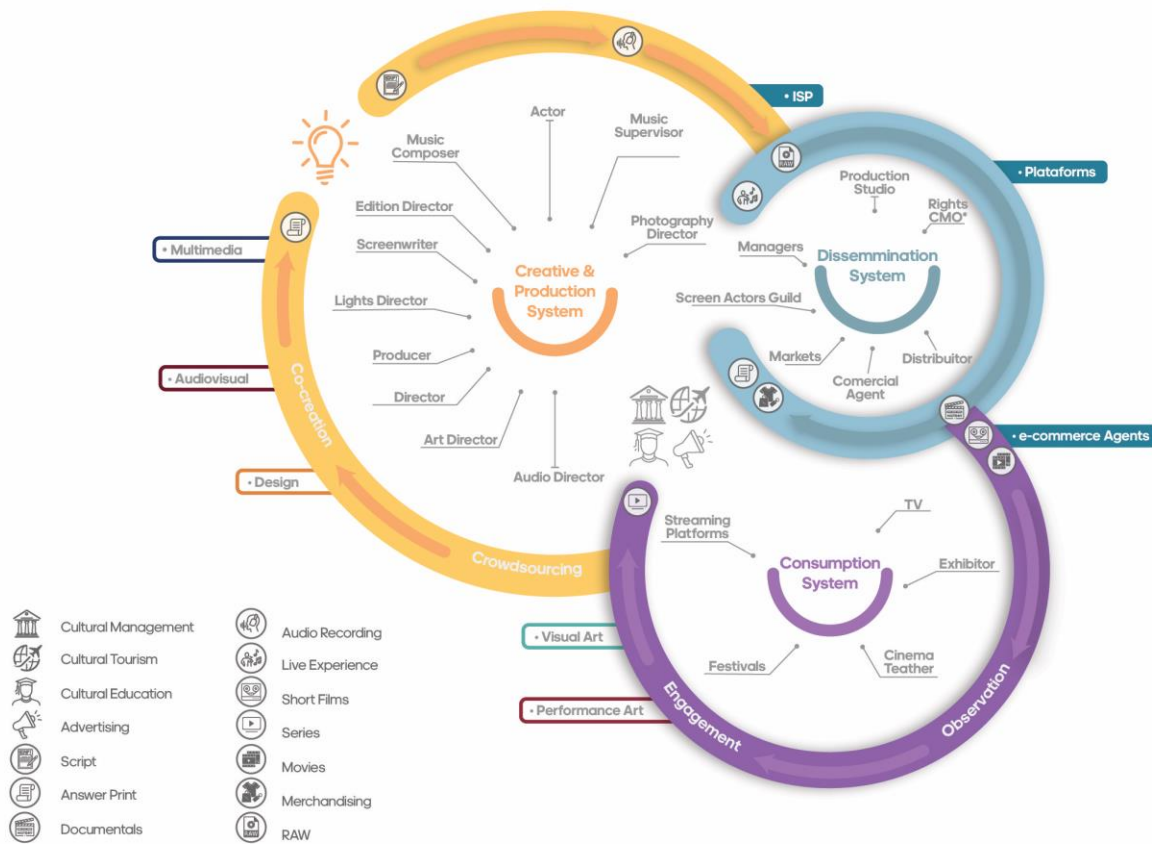 • ISP
Actor
Music
Supervisor
Music
Composer
• Plataforms
Production
Studio
Edition Director
Photography
Director
Rights
CMO*
• Multimedia
Screenwriter
Managers
Creative &
Production
System
Dissemmination
System
Lights Director
Screen Actors Guild
Producer
Markets
Distribuitor
• Audiovisual
Co-creation
Director
Comercial
Agent
Art Director
• e-commerce Agents
• Design
Audio Director
TV
Streaming
Platforms
Crowdsourcing
Consumption
System
Exhibitor
• Visual Art
Festivals
Cinema
Teather
• Performance Art
Engagement
Observation
Cultural Management
Audio Recording
Cultural Tourism
Live Experience
Cultural Education
Short Films
Advertising
Series
Script
Movies
Answer Print
Merchandising
Documentals
RAW
RAW
RAW